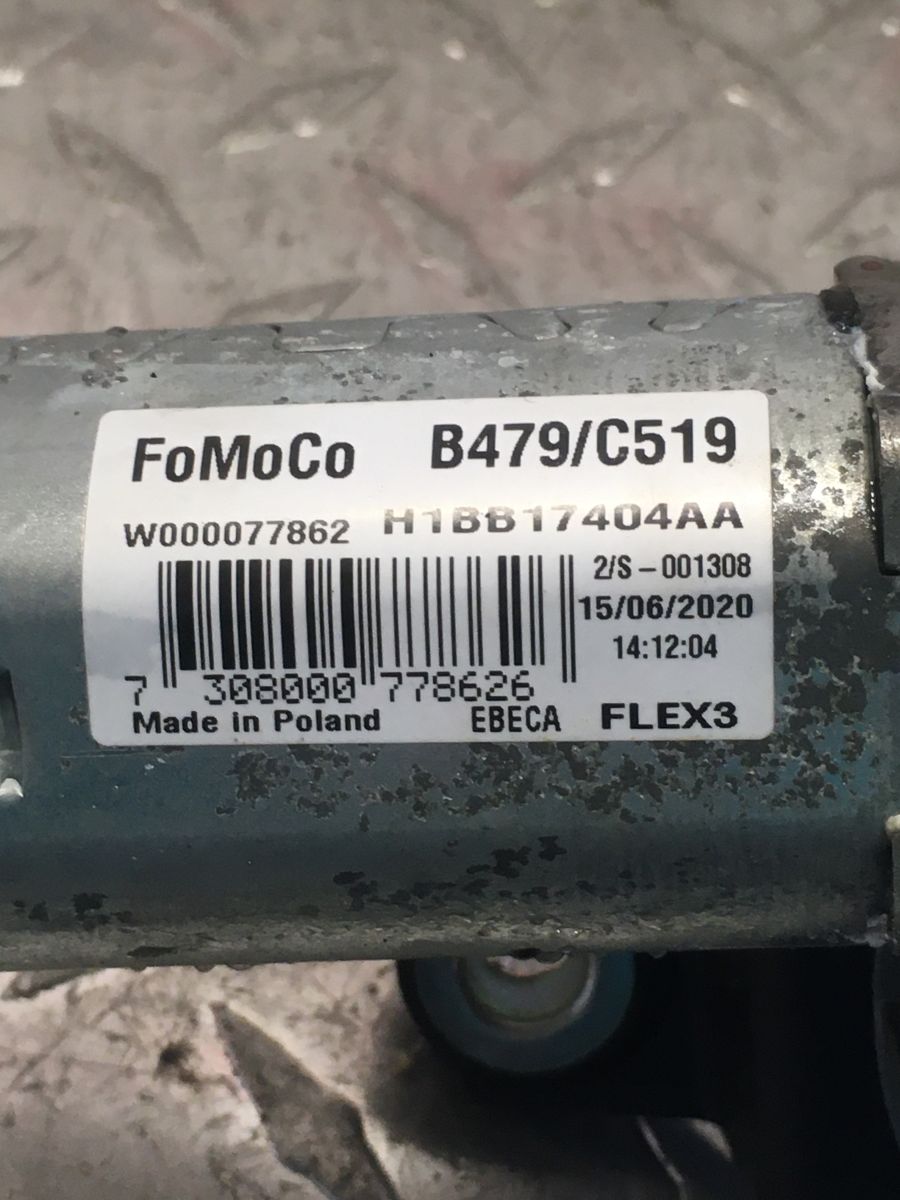 FoMoCo B479/C519
W000077862 H1BB17404AA
2/S-001308
15/06/2020
14:12:04
7 308000 778626
Made in Poland EBECA FLEX3